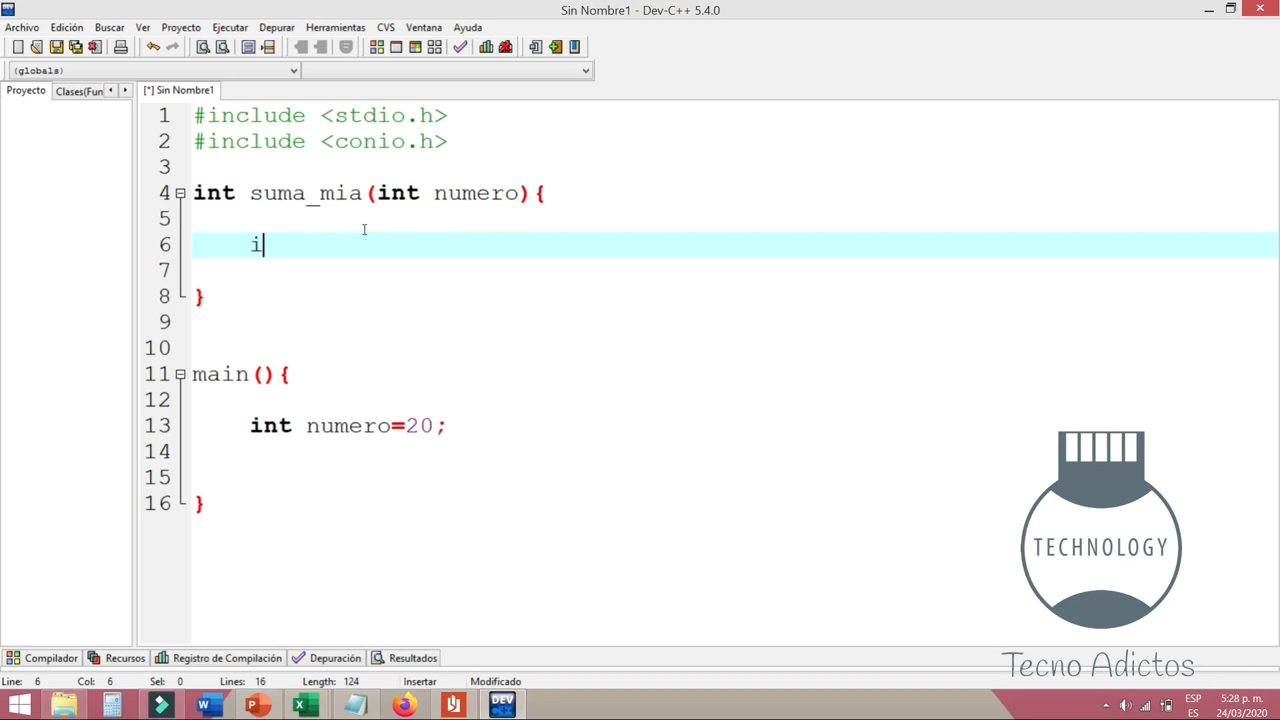 Sin Nombre1 - Dev-C++ 5.4.0
Archivo Edición Buscar Ver Proyecto Ejecutar Depurar Herramientas CVS Ventana Ayuda
(globals)
Proyecto Clases(Fun [*] Sin Nombre1
1 #include <stdio.h>
2 #include <conio.h>
3
4 int suma_mia(int numero){
5
6 i
7
8 }
9
10
11 main(){
12
13 int numero=20;
14
15
16 }
TECHNOLOGY
Tecno Adictos
Compilador Recursos Registro de Compilación Depuración Resultados
Line: 6 Col: 6 Sel: 0 Lines: 16 Length: 124 Insertar Modificado
DEV
ESP 5:28 p. m.
ES 24/03/2020